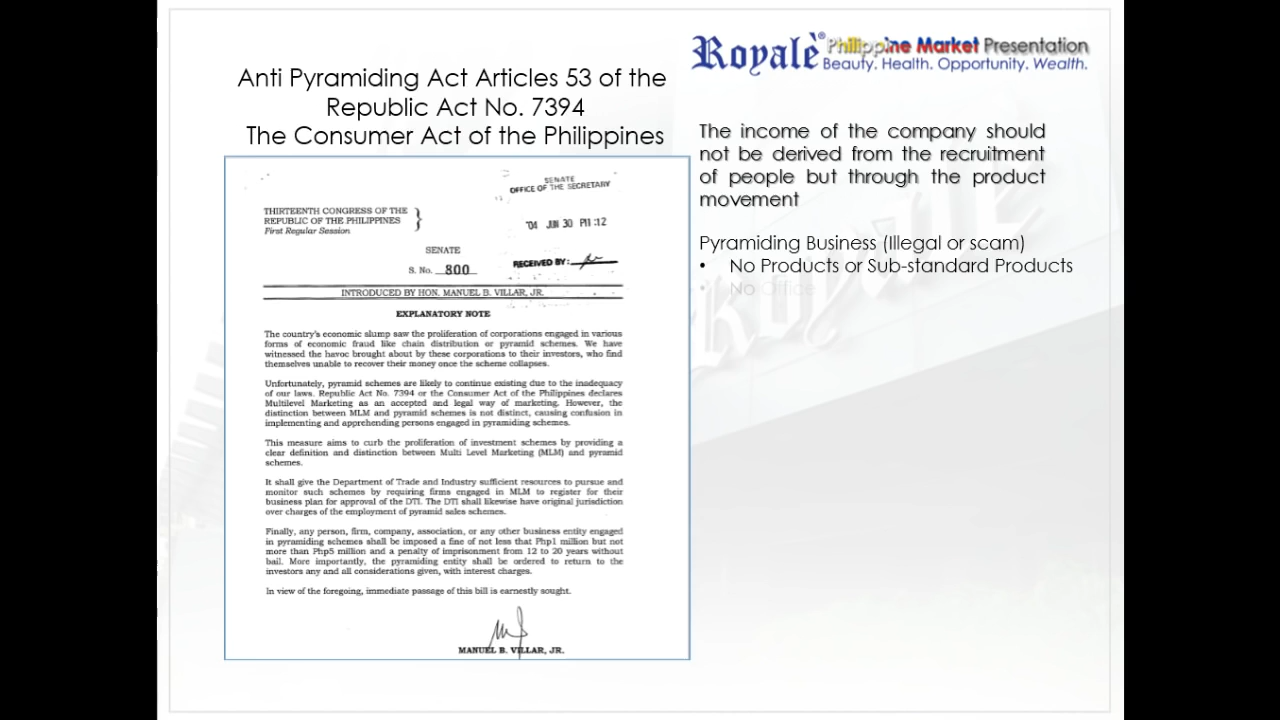 Anti Pyramiding Act Articles 53 of the
Republic Act No. 7394
The Consumer Act of the Philippines
SENATE
OFFICE OF THE SECRETARY
THIRTEENTH CONGRESS OF THE
REPUBLIC OF THE PHILIPPINES
First Regular Session
}
'04 JUN 30 P11:12
SENATE
S. No. 800
RECEIVED BY:
INTRODUCED BY HON. MANUEL B. VILLAR, JR.
EXPLANATORY NOTE
The country's economic slump saw the proliferation of corporations engaged in various
forms of economic fraud like chain distribution or pyramid schemes. We have
witnessed the havoc brought about by these corporations to their investors, who find
themselves unable to recover their money once the scheme collapses.
Unfortunately, pyramid schemes are likely to continue existing due to the inadequacy
of our laws. Republic Act No. 7394 or the Consumer Act of the Philippines declares
Multilevel Marketing as an accepted and legal way of marketing. However, the
distinction between MLM and pyramid schemes is not distinct, causing confusion in
implementing and apprehending persons engaged in pyramiding schemes.
This measure aims to curb the proliferation of investment schemes by providing a
clear definition and distinction between Multi Level Marketing (MLM) and pyramid
schemes.
It shall give the Department of Trade and Industry sufficient resources to pursue and
monitor such schemes by requiring firms engaged in MLM to register for their
business plan for approval of the DTI. The DTI shall likewise have original jurisdiction
over charges of the employment of pyramid sales schemes.
Finally, any person, firm, company, association, or any other business entity engaged
in pyramiding schemes shall be imposed a fine of not less that Php1 million but not
more than Php5 million and a penalty of imprisonment from 12 to 20 years without
bail. More importantly, the pyramiding entity shall be ordered to return to the
investors any and all considerations given, with interest charges.
In view of the foregoing, immediate passage of this bill is earnestly sought.
MANUEL B. VILLAR, JR.
Royalè® Philippine Market Presentation
Beauty. Health. Opportunity. Wealth.
The income of the company should
not be derived from the recruitment
of people but through the product
movement
Pyramiding Business (Illegal or scam)
• No Products or Sub-standard Products
• No Office
ROYALE